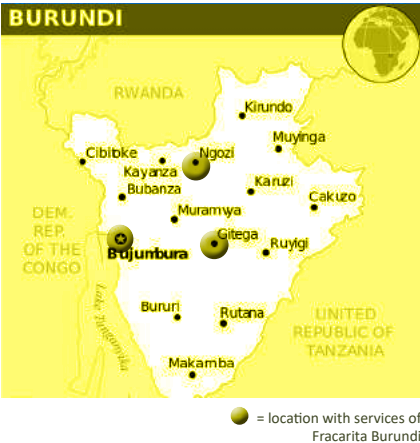 BURUNDI
RWANDA
Kirundo
Muyinga
Cibitoke
Ngozi
Kayanza
Bubanza
Karuzi
Cakuzo
Muramvya
DEM.
REP.
OF THE
CONGO
Gitega
Bujumbura
Ruyigi
Lake Tanganyika
Bururi
Rutana
UNITED
REPUBLIC OF
TANZANIA
Makamba
= location with services of
Fracarita Burundi